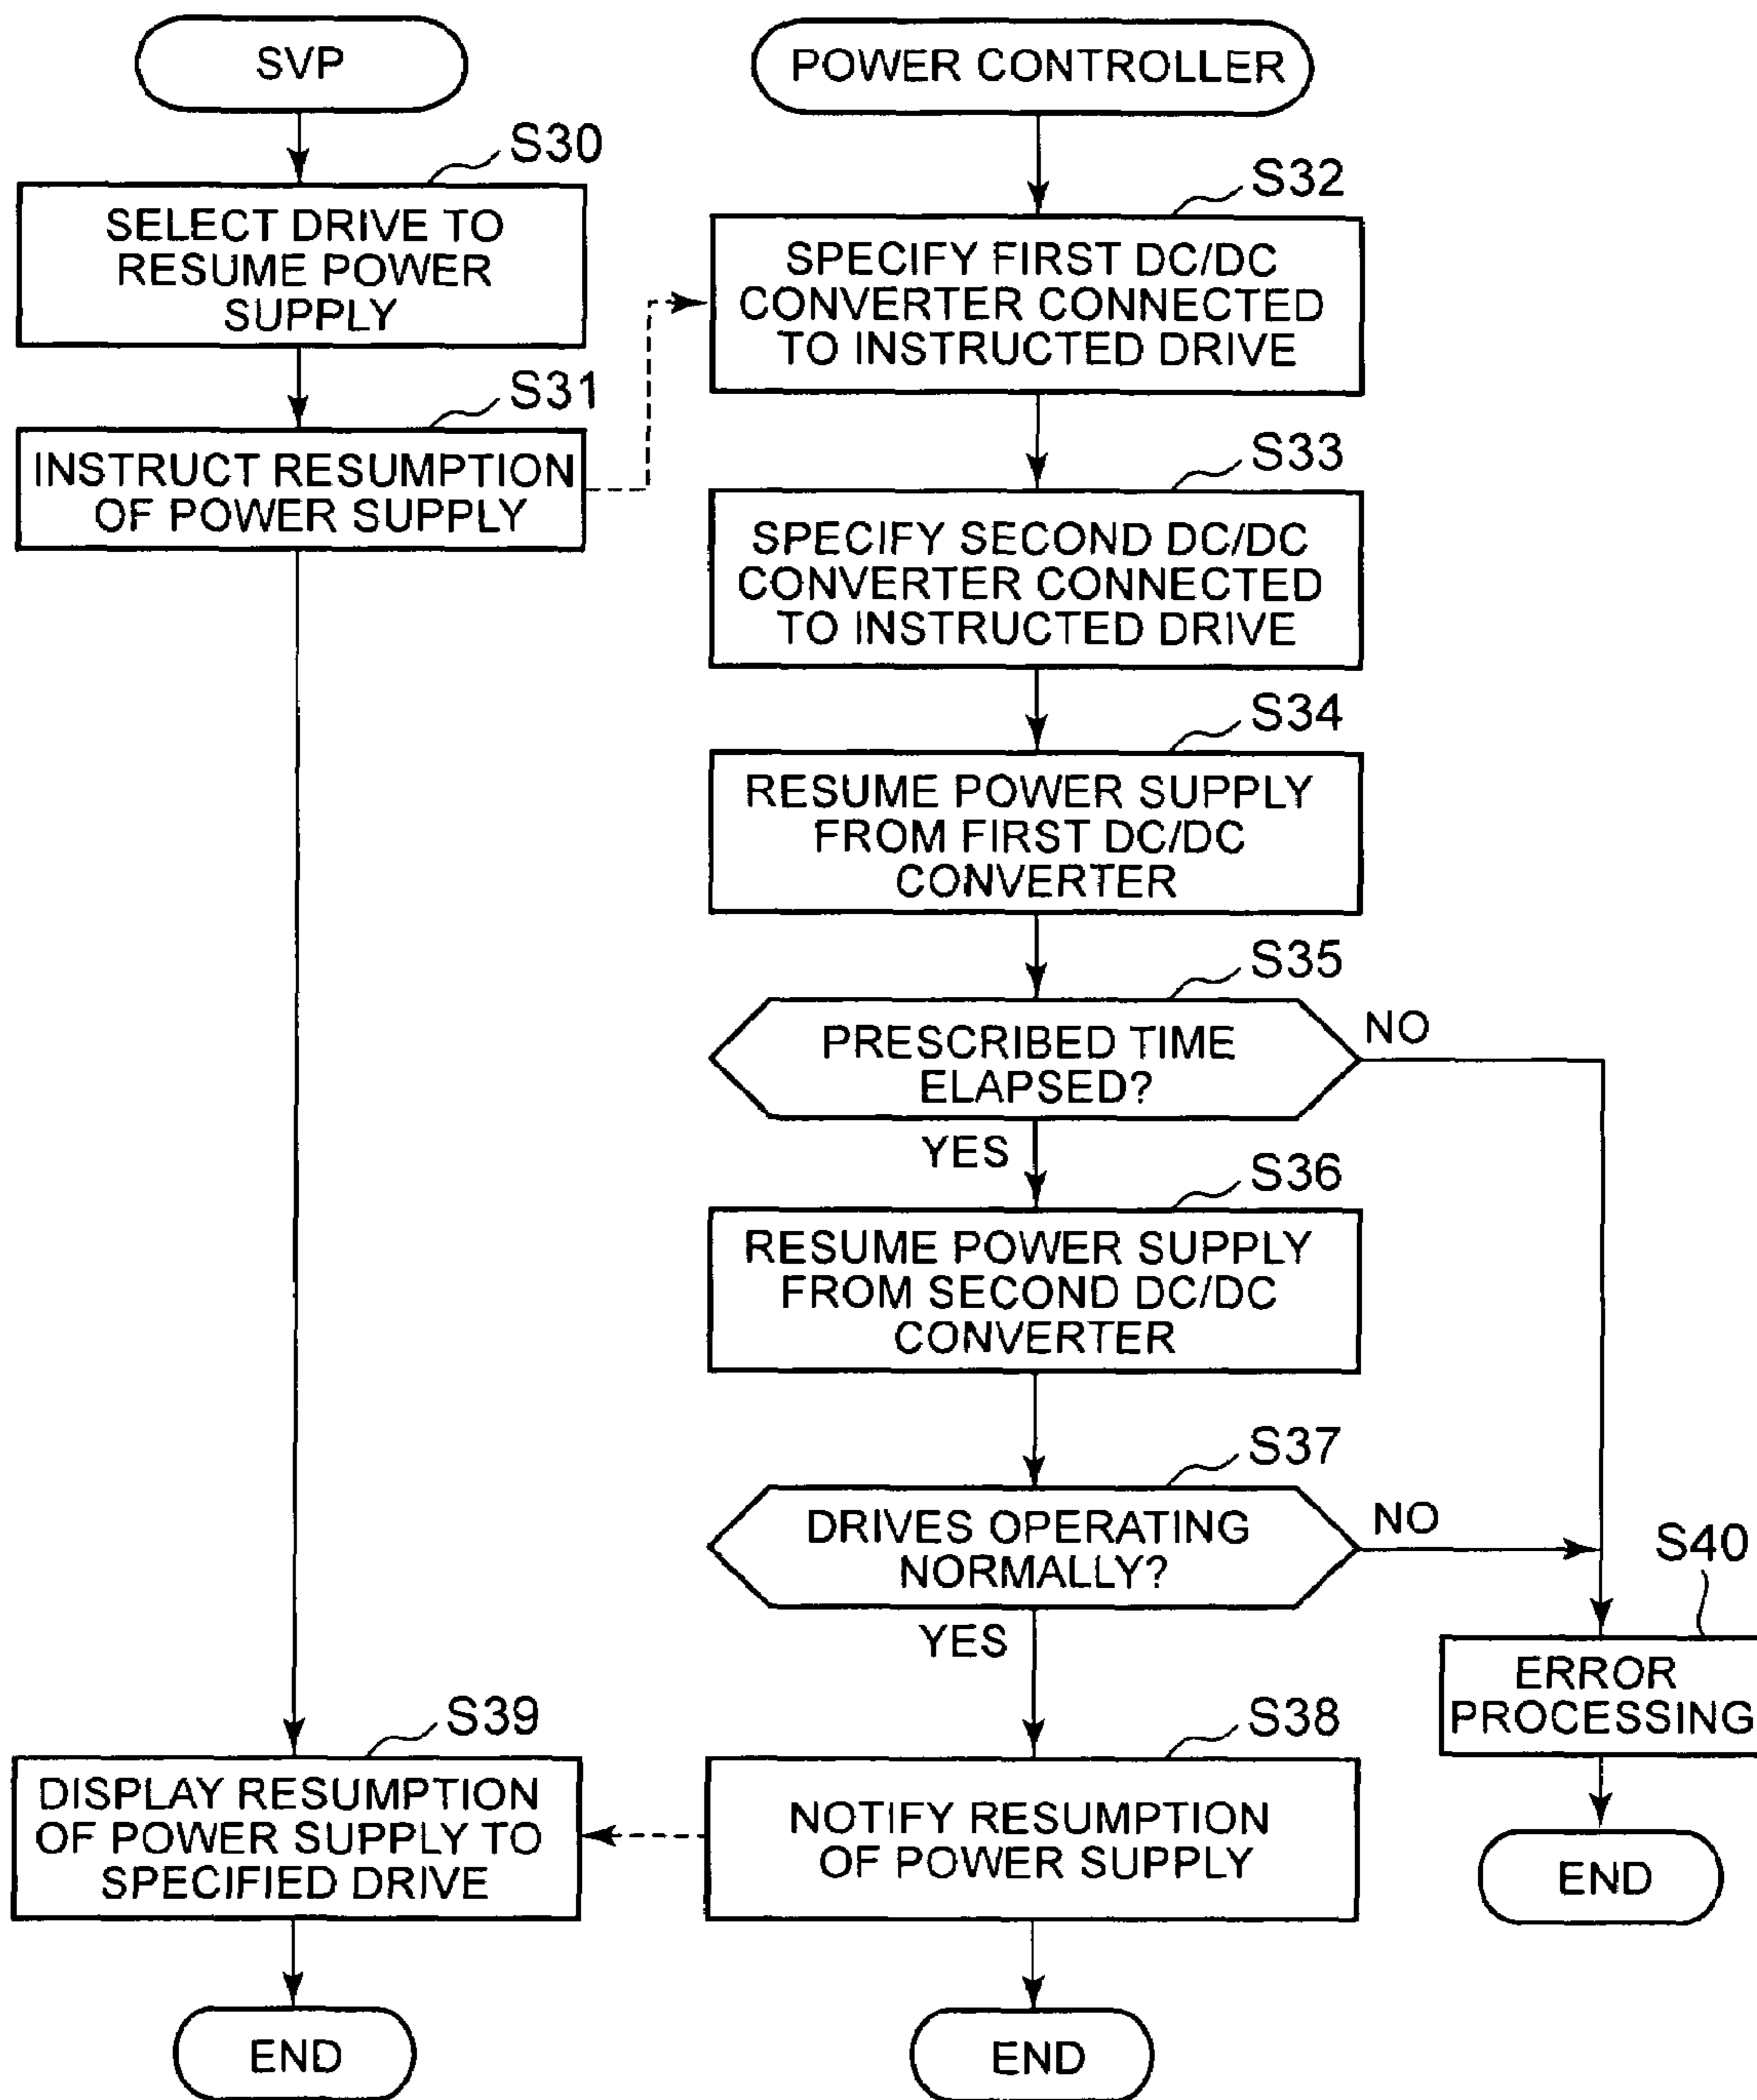 SVP
S30
SELECT DRIVE TO
RESUME POWER
SUPPLY
S31
INSTRUCT RESUMPTION
OF POWER SUPPLY
POWER CONTROLLER
S32
SPECIFY FIRST DC/DC
CONVERTER CONNECTED
TO INSTRUCTED DRIVE
S33
SPECIFY SECOND DC/DC
CONVERTER CONNECTED
TO INSTRUCTED DRIVE
S34
RESUME POWER SUPPLY
FROM FIRST DC/DC
CONVERTER
S35
PRESCRIBED TIME
ELAPSED?
NO
YES
S36
RESUME POWER SUPPLY
FROM SECOND DC/DC
CONVERTER
S37
DRIVES OPERATING
NORMALLY?
NO
YES
S40
ERROR
PROCESSING
END
S38
NOTIFY RESUMPTION
OF POWER SUPPLY
END
S39
DISPLAY RESUMPTION
OF POWER SUPPLY TO
SPECIFIED DRIVE
END